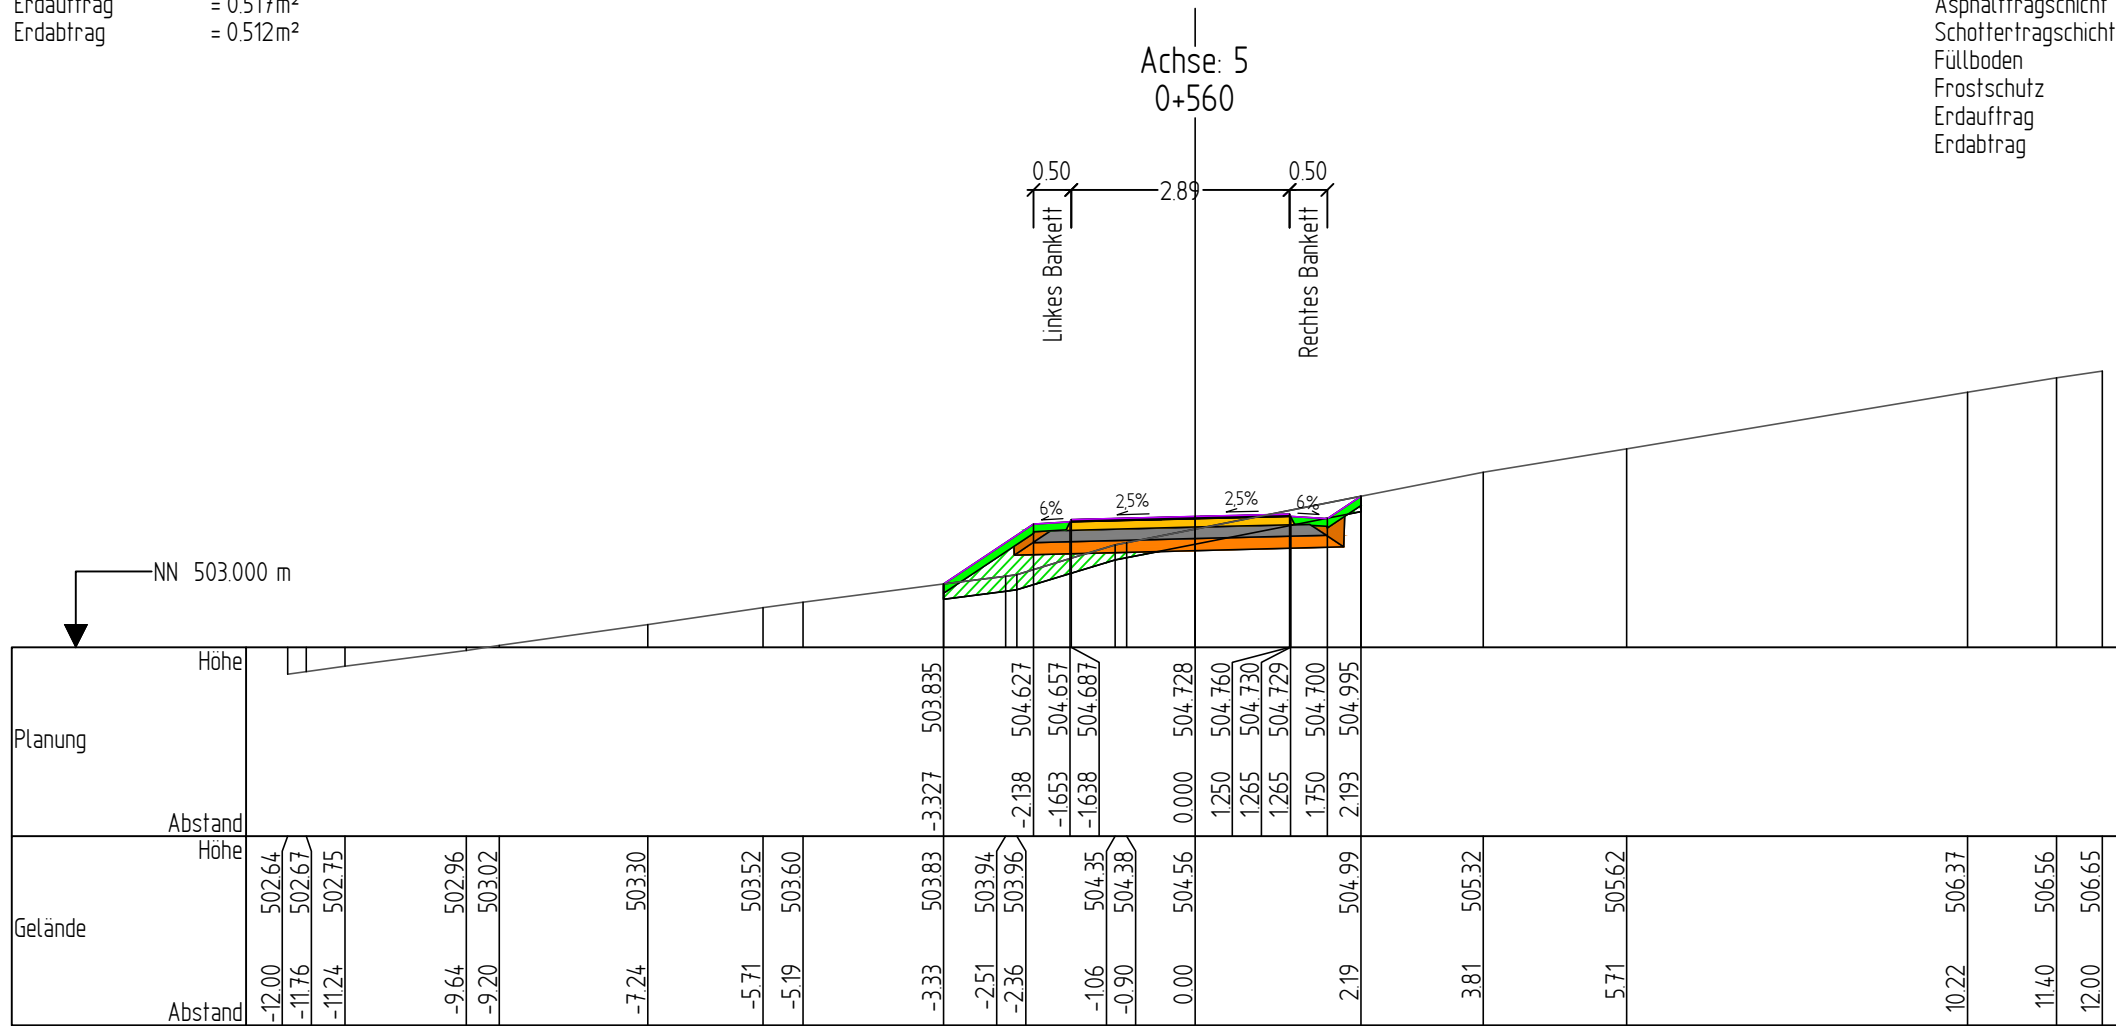 Erdauftrag = 0.517m²
Erdabtrag = 0.512m²
Asphalttragschicht
Schottertragschicht
Füllboden
Frostschutz
Erdauftrag
Erdabtrag
Achse: 5
0+560
0.50 2.89 0.50
Linkes Bankett
Rechtes Bankett
6% 2,5% 2,5% 6%
NN 503.000 m
Planung
Höhe
503.835 504.627 504.657 504.687 504.728 504.760 504.730 504.729 504.700 504.995
Abstand
-3.327 -2.138 -1.653 -1.638 0.000 1.250 1.265 1.265 1.750 2.193
Gelände
Höhe
502.64 502.67 502.75 502.96 503.02 503.30 503.52 503.60 503.83 503.94 503.96 504.35 504.38 504.56 504.99 505.32 505.62 506.37 506.56 506.65
Abstand
-12.00 -11.76 -11.24 -9.64 -9.20 -7.24 -5.71 -5.19 -3.33 -2.51 -2.36 -1.06 -0.90 0.00 2.19 3.81 5.71 10.22 11.40 12.00